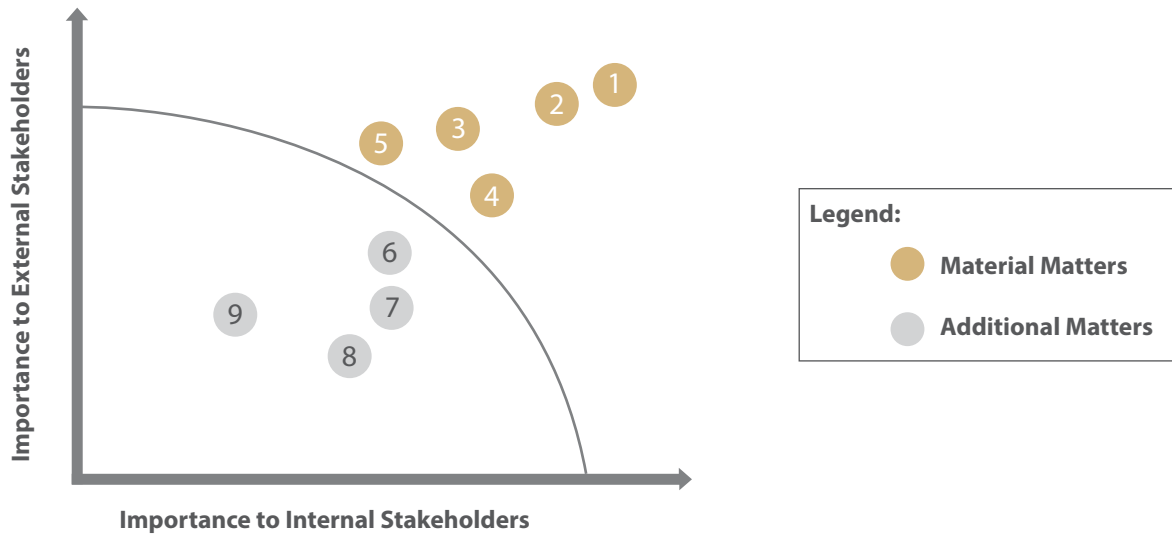 Importance to External Stakeholders
1
2
3
5
4
6
7
9
8
Importance to Internal Stakeholders
Legend:
Material Matters
Additional Matters